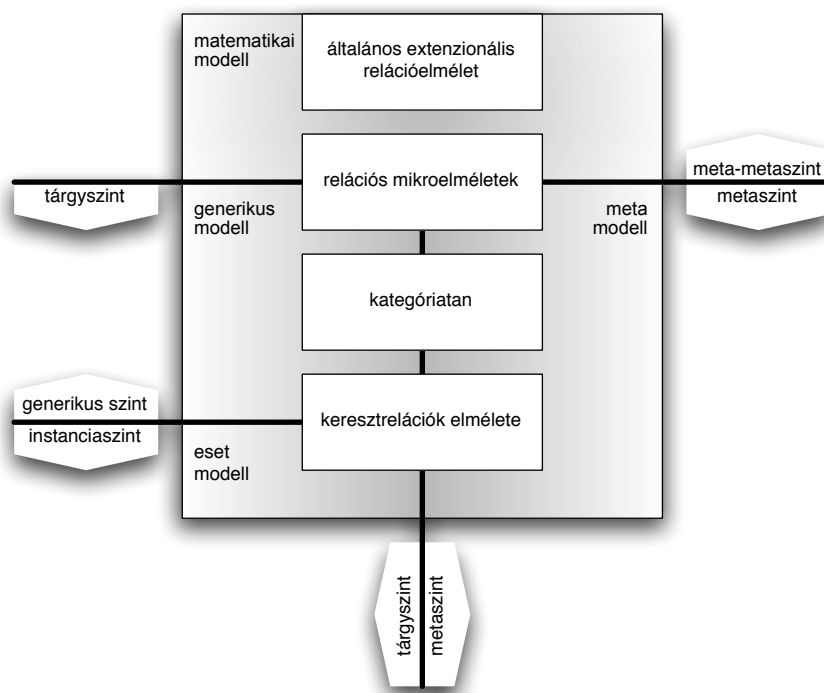 matematikai
modell
általános extenzionális
relációelmélet
relációs mikroelméletek
meta-metaszint
metaszint
tárgyszint
generikus
modell
meta
modell
kategóriatan
generikus szint
instanciaszint
keresztrelációk elmélete
eset
modell
tárgyszint
metaszint